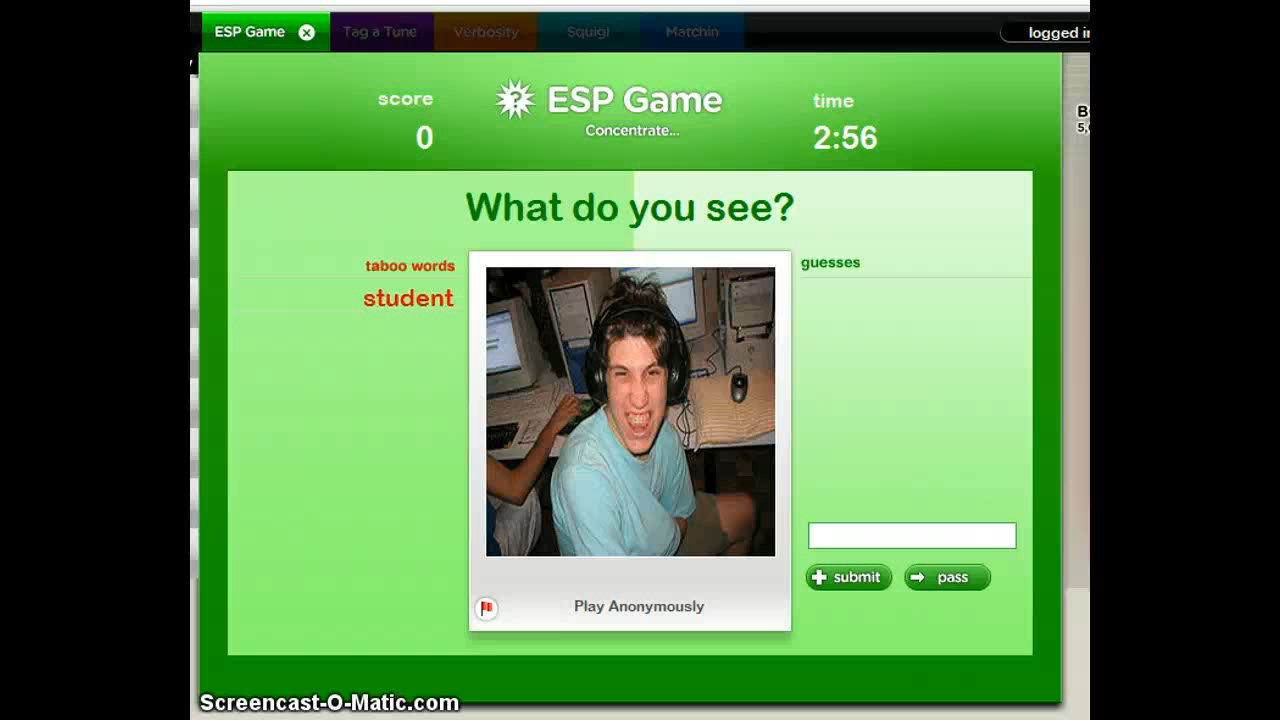 ESP Game
Tag a Tune
Verbosity
Squigl
Matchin
logged in
score
0
ESP Game
Concentrate...
time
2:56
What do you see?
taboo words
student
guesses
submit
pass
Play Anonymously
Screencast-O-Matic.com